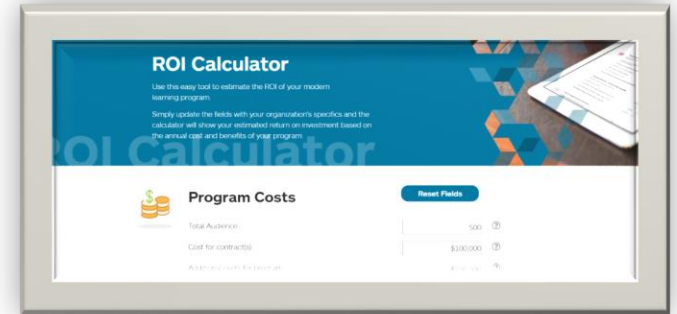 ROI Calculator
Use this easy tool to estimate the ROI of your modern
learning program.
Simply update the fields with your organization's specifics and the
calculator will show your estimated return on investment based on
the annual cost and benefits of your program
ROI Calculator
Program Costs
Reset Fields
Total Audience
500
Cost for contract(s)
$100,000